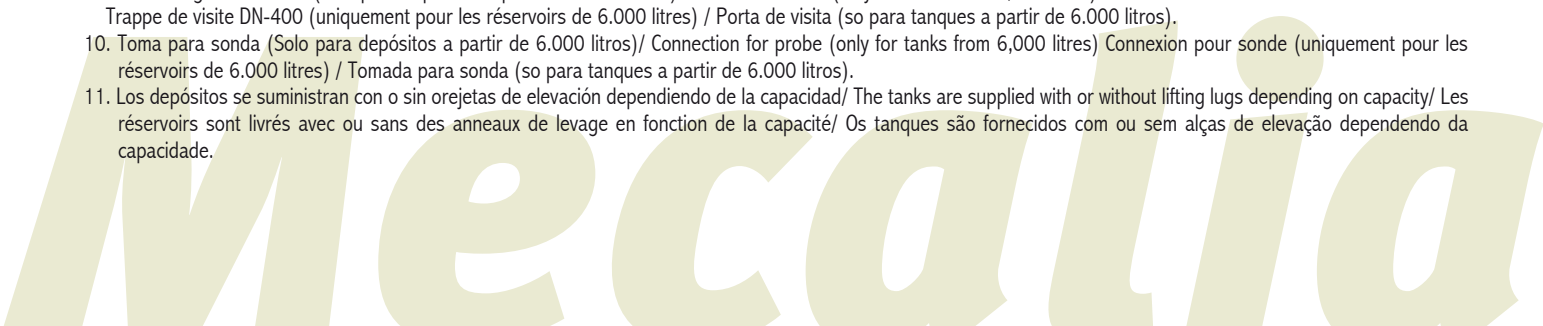 Trappe de visite DN-400 (uniquement pour les réservoirs de 6.000 litres) / Porta de visita (so para tanques a partir de 6.000 litros).
10. Toma para sonda (Solo para depósitos a partir de 6.000 litros)/ Connection for probe (only for tanks from 6,000 litres) Connexion pour sonde (uniquement pour les
réservoirs de 6.000 litres) / Tomada para sonda (so para tanques a partir de 6.000 litros).
11. Los depósitos se suministran con o sin orejetas de elevación dependiendo de la capacidad/ The tanks are supplied with or without lifting lugs depending on capacity/ Les
réservoirs sont livrés avec ou sans des anneaux de levage en fonction de la capacité/ Os tanques são fornecidos com ou sem alças de elevação dependendo da
capacidade.
Mecalia